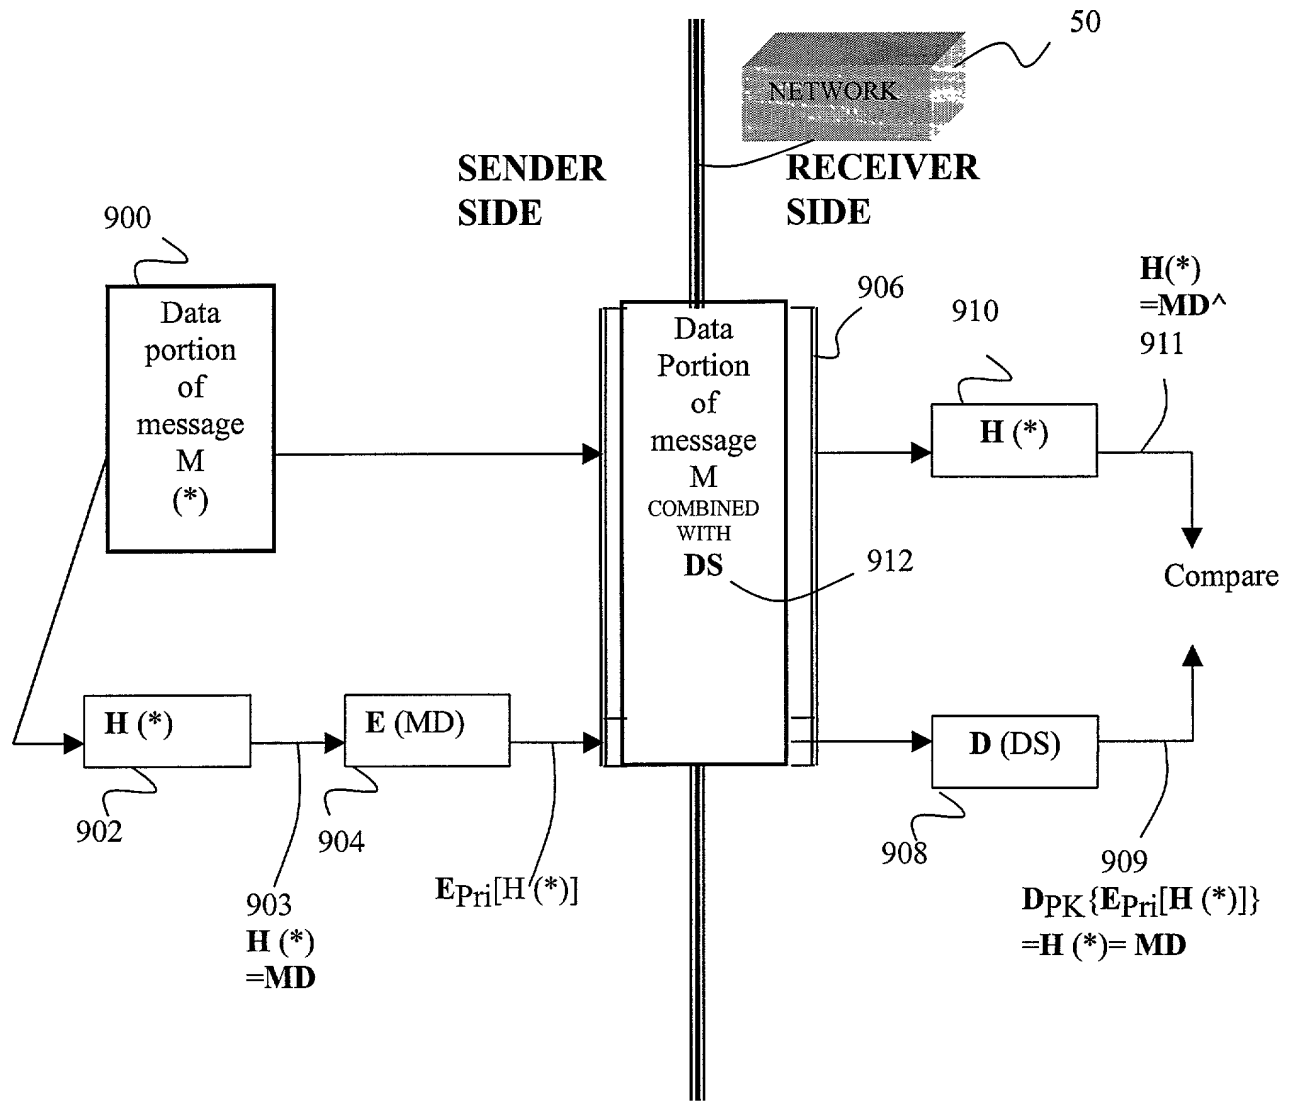 50
NETWORK
SENDER
SIDE
RECEIVER
SIDE
900
Data
portion
of
message
M
(*)
Data
Portion
of
message
M
COMBINED
WITH
DS
906
910
H(*)
=MD^
911
H (*)
912
Compare
H (*)
E (MD)
D (DS)
902
904
903
H (*)
=MD
EPri[H (*)]
908
909
DPK{EPri[H (*)]}
=H (*)= MD